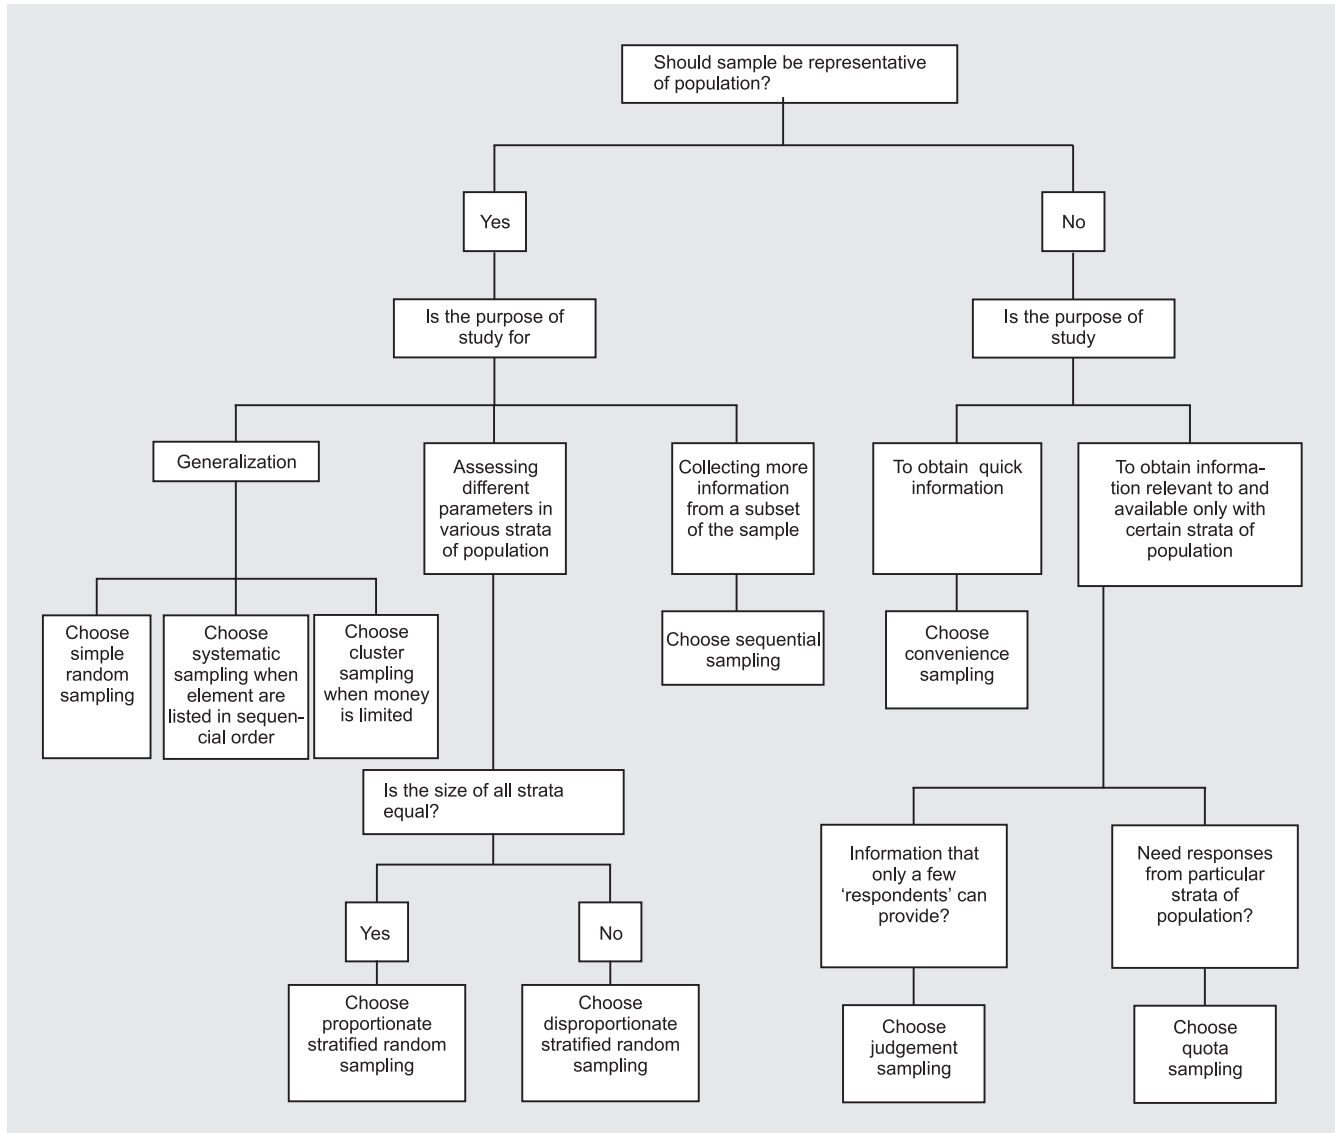 Should sample be representative
of population?
Yes
No
Is the purpose of
study for
Is the purpose of
study
Generalization
Assessing
different
parameters in
various strata
of population
Collecting more
information
from a subset
of the sample
To obtain quick
information
To obtain informa-
tion relevant to and
available only with
certain strata of
population
Choose
simple
random
sampling
Choose
systematic
sampling when
element are
listed in sequen-
cial order
Choose
cluster
sampling
when money
is limited
Choose sequential
sampling
Choose
convenience
sampling
Is the size of all strata
equal?
Information that
only a few
‘respondents’ can
provide?
Need responses
from particular
strata of
population?
Yes
No
Choose
proportionate
stratified random
sampling
Choose
disproportionate
stratified random
sampling
Choose
judgement
sampling
Choose
quota
sampling